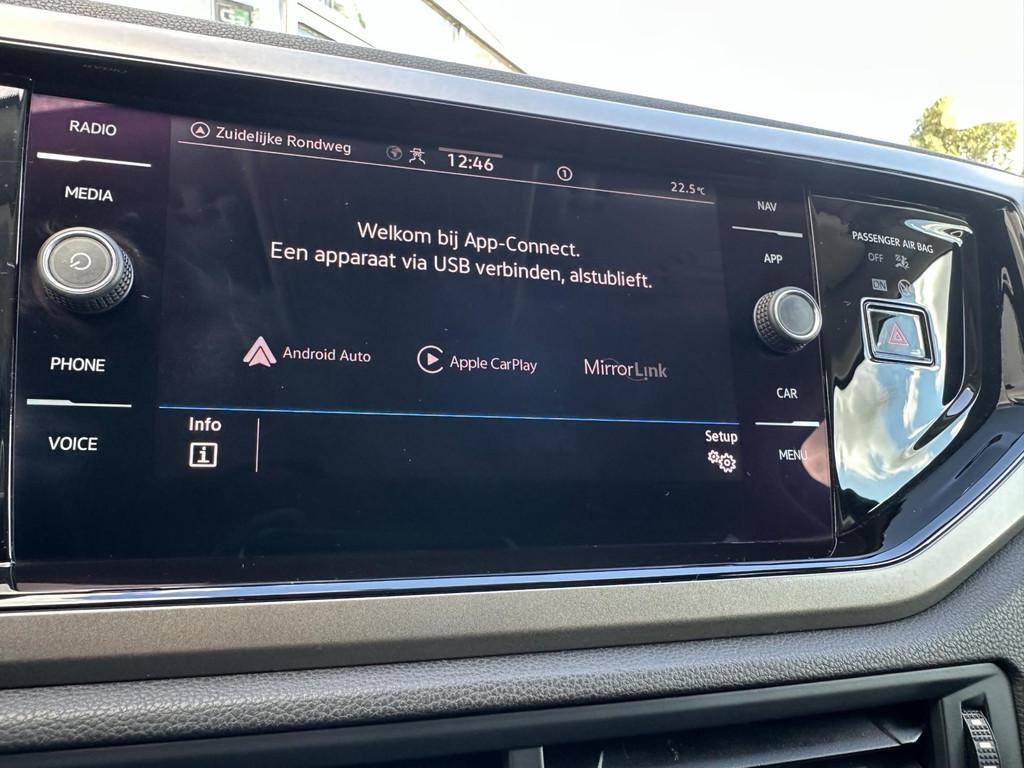 RADIO
MEDIA
PHONE
VOICE
Zuidelijke Rondweg
12:46
1
22.5°C
Welkom bij App-Connect.
Een apparaat via USB verbinden, alstublieft.
Android Auto
Apple CarPlay
MirrorLink
Info
i
Setup
NAV
APP
CAR
MENU
PASSENGER AIR BAG
OFF
ON